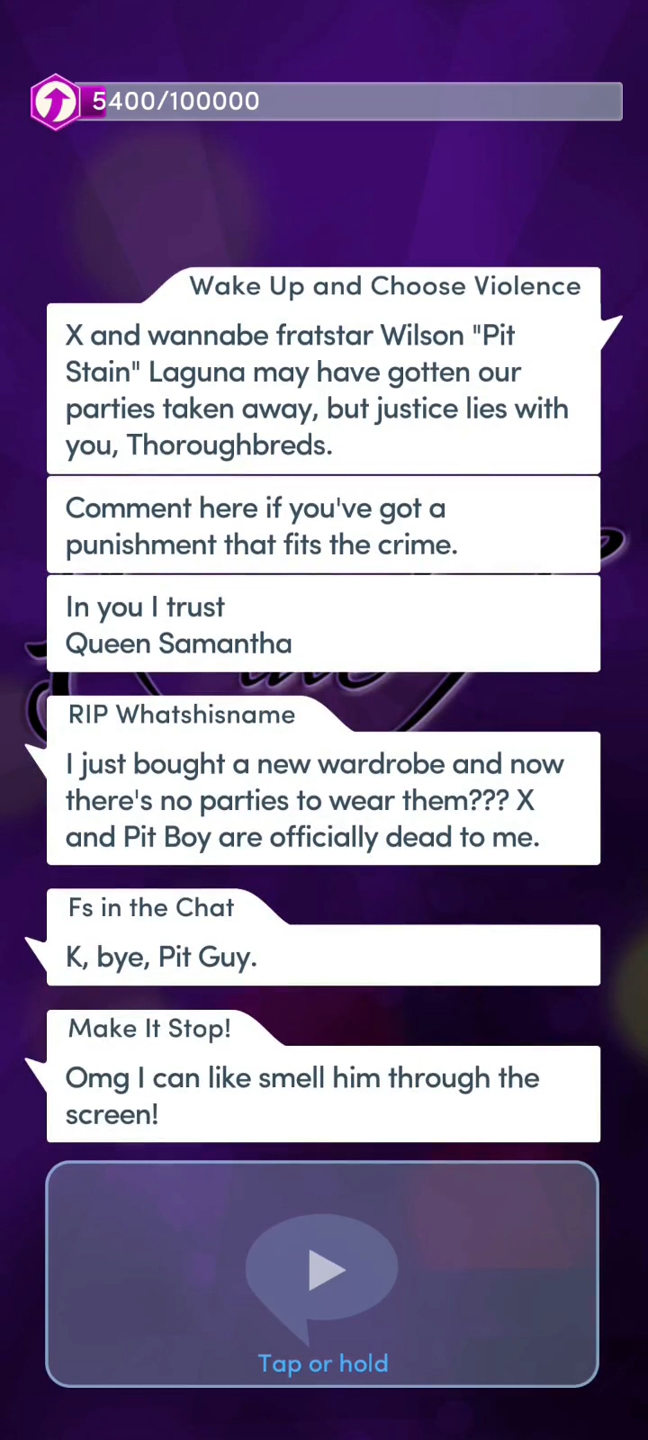 5400/100000
Wake Up and Choose Violence
X and wannabe fratstar Wilson "Pit
Stain" Laguna may have gotten our
parties taken away, but justice lies with
you, Thoroughbreds.
Comment here if you've got a
punishment that fits the crime.
In you I trust
Queen Samantha
RIP Whatshisname
I just bought a new wardrobe and now
there's no parties to wear them??? X
and Pit Boy are officially dead to me.
Fs in the Chat
K, bye, Pit Guy.
Make It Stop!
Omg I can like smell him through the
screen!
Tap or hold